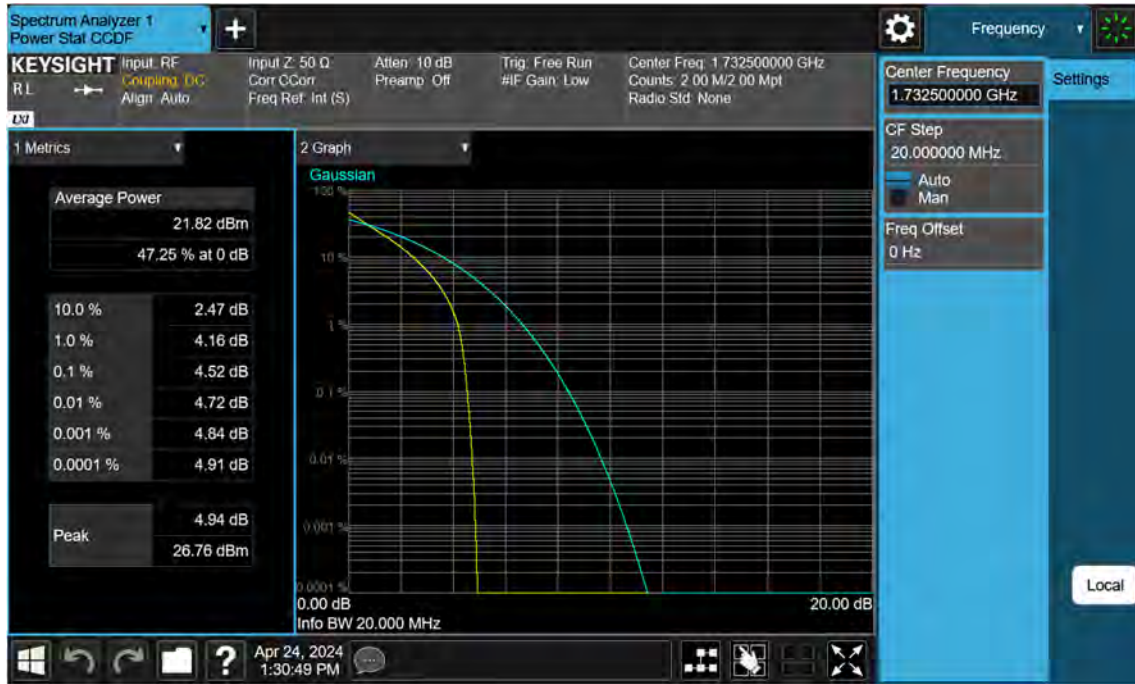 Spectrum Analyzer 1
Power Stat CCDF
+
Frequency
KEYSIGHT
RL
LXI
Input: RF
Coupling: DC
Align: Auto
Input Z: 50 Ω
Corr CCorr
Freq Ref: Int (S)
Atten: 10 dB
Preamp: Off
Trig: Free Run
#IF Gain: Low
Center Freq: 1.732500000 GHz
Counts: 2.00 M/2.00 Mpt
Radio Std: None
Center Frequency
1.732500000 GHz
Settings
CF Step
20.000000 MHz
Auto
Man
Freq Offset
0 Hz
1 Metrics
Average Power
21.82 dBm
47.25 % at 0 dB
10.0 % 2.47 dB
1.0 % 4.16 dB
0.1 % 4.52 dB
0.01 % 4.72 dB
0.001 % 4.84 dB
0.0001 % 4.91 dB
Peak
4.94 dB
26.76 dBm
2 Graph
Gaussian
100 %
10 %
1 %
0.1 %
0.01 %
0.001 %
0.0001 %
0.00 dB 20.00 dB
Info BW 20.000 MHz
Local
?
Apr 24, 2024
1:30:49 PM